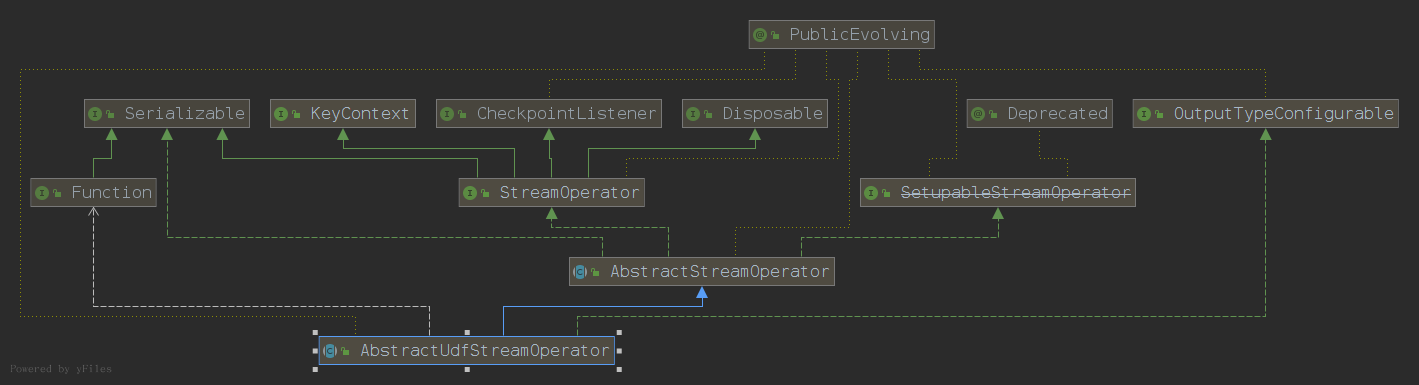 PublicEvolving
Serializable
KeyContext
CheckpointListener
Disposable
Deprecated
OutputTypeConfigurable
Function
StreamOperator
SetupableStreamOperator
AbstractStreamOperator
AbstractUdfStreamOperator
Powered by yFiles